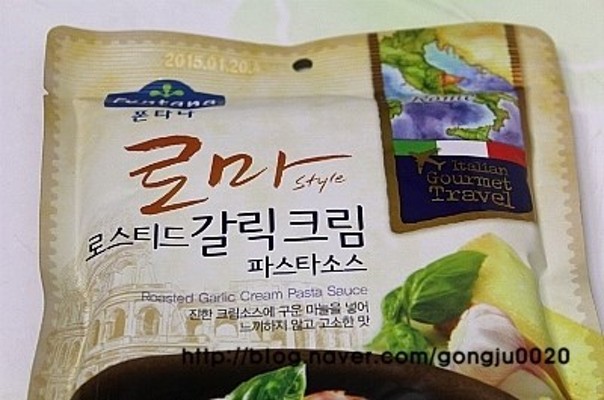 2015.01.20.
Funtana
폰타나
Rome
Italian
Gourmet
Travel
로마
style
로스티드 갈릭크림
파스타소스
Roasted Garlic Cream Pasta Sauce
진한 크림소스에 구운 마늘을 넣어
느끼하지 않고 고소한 맛
http://blog.naver.com/gongju0020